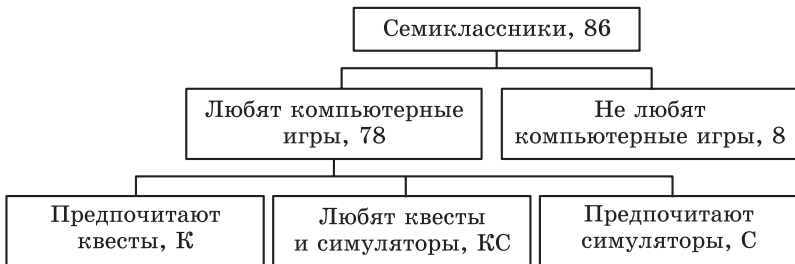 Семиклассники, 86
Любят компьютерные
игры, 78
Не любят
компьютерные игры, 8
Предпочитают
квесты, К
Любят квесты
и симуляторы, КС
Предпочитают
симуляторы, С